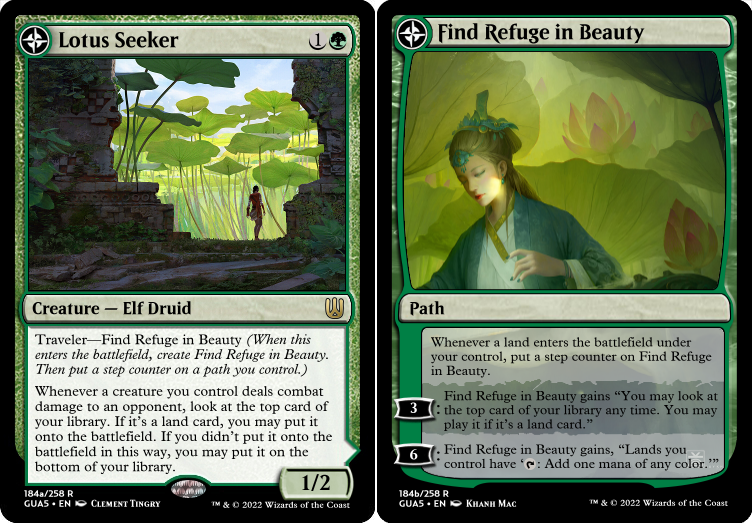 Lotus Seeker
1
Creature — Elf Druid
Traveler—Find Refuge in Beauty (When this
enters the battlefield, create Find Refuge in Beauty.
Then put a step counter on a path you control.)
Whenever a creature you control deals combat
damage to an opponent, look at the top card of
your library. If it's a land card, you may put it
onto the battlefield. If you didn't put it onto the
battlefield in this way, you may put it on the
bottom of your library.
1/2
184a/258 R
GUA5 • EN Clement Tingry
™ & © 2022 Wizards of the Coast
Find Refuge in Beauty
Path
Whenever a land enters the battlefield under
your control, put a step counter on Find Refuge
in Beauty.
3 : Find Refuge in Beauty gains "You may look at
the top card of your library any time. You may
play it if it's a land card."
6 : Find Refuge in Beauty gains, "Lands you
control have ': Add one mana of any color.'"
184b/258 R
GUA5 • EN Khanh Mac
™ & © 2022 Wizards of the Coast